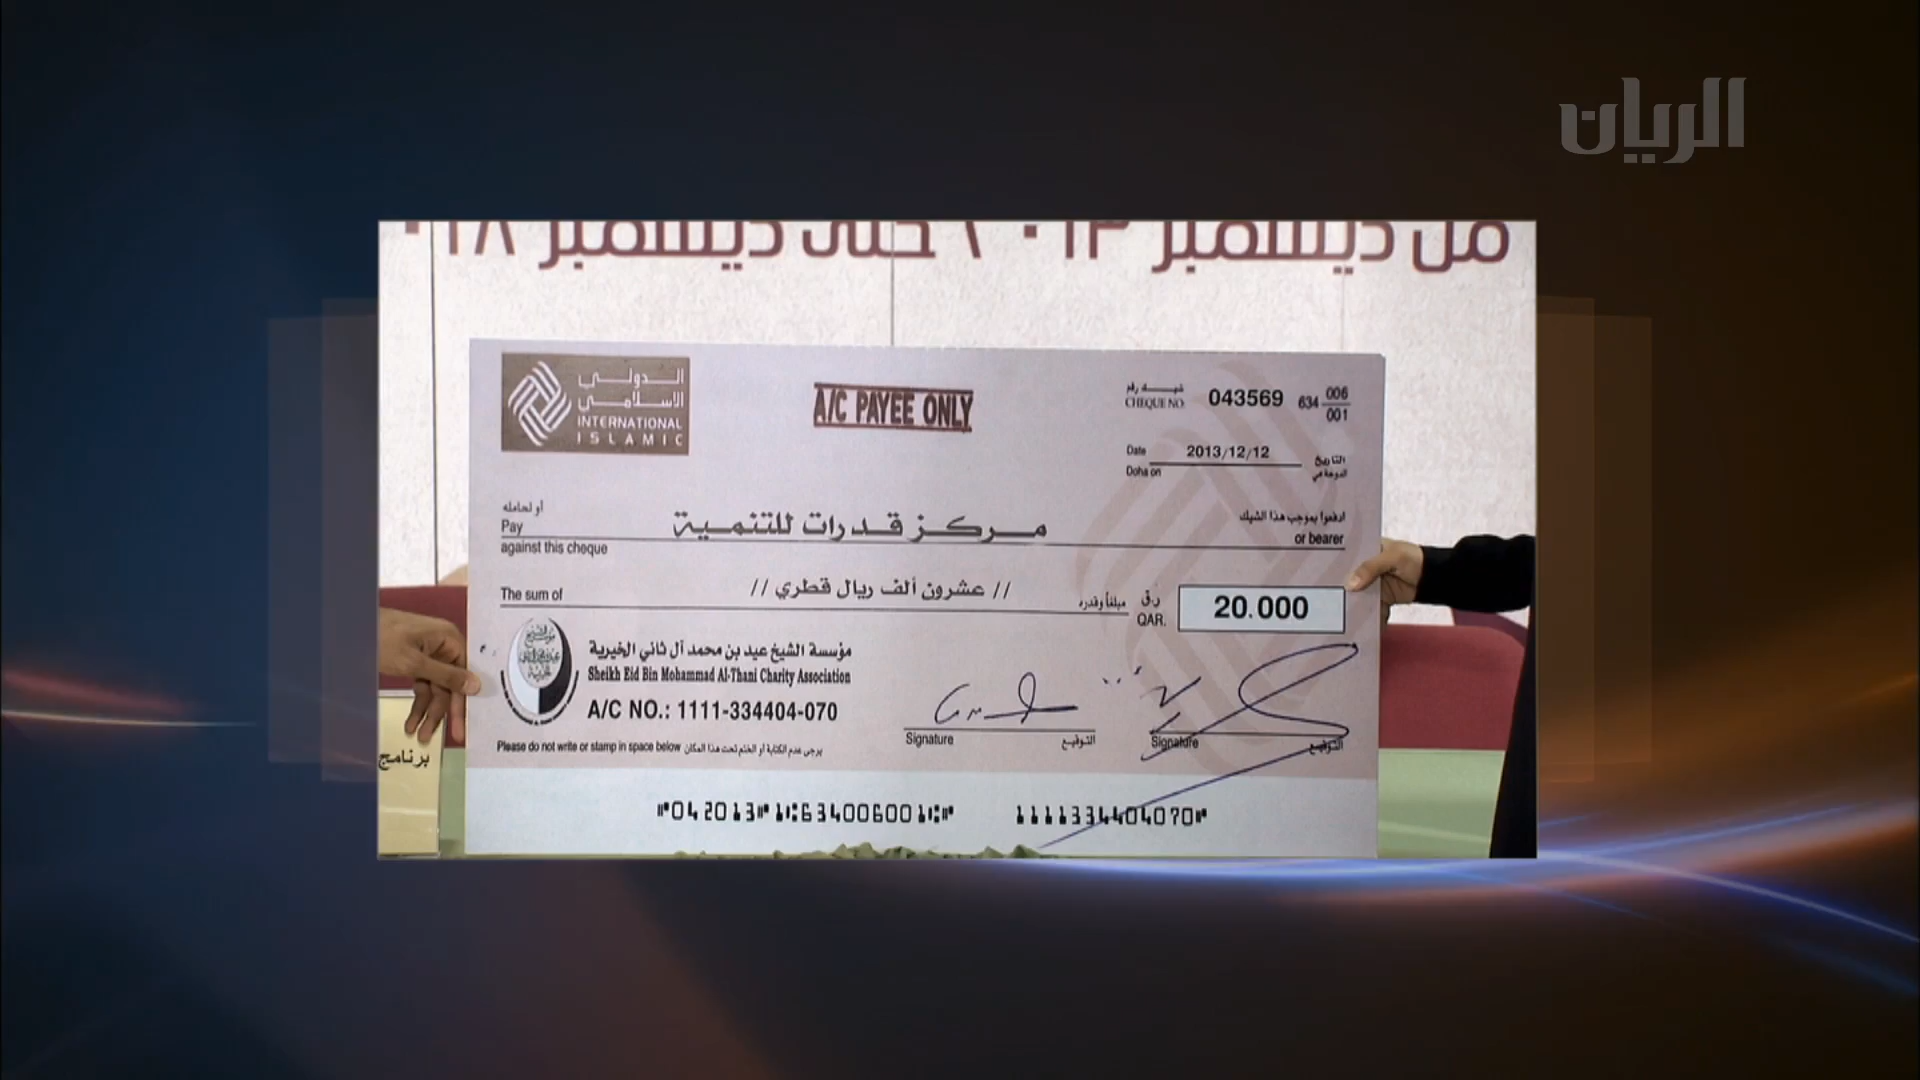 الريان
من ديسمبر ٢٠١٣ حتى ديسمبر ٢٠١٨
الدولي
الاسلامي
INTERNATIONAL
ISLAMIC
A/C PAYEE ONLY
شيك رقم
CHEQUE NO. 043569 634 006
001
Date 2013/12/12 التاريخ
Doha on الدوحة في
أو لحامله
Pay مركز قدرات للتنمية ادفعوا بموجب هذا الشيك
against this cheque or bearer
The sum of // عشرون ألف ريال قطري // مبلغاً وقدره
ر.ق
QAR. 20.000
مؤسسة الشيخ عيد بن محمد آل ثاني الخيرية
Sheikh Eid Bin Mohammad Al-Thani Charity Association
A/C NO.: 1111-334404-070
Signature التوقيع
Signature التوقيع
Please do not write or stamp in space below يرجى عدم الكتابة أو الختم تحت هذا المكان
برنامج
⑈042013⑈ ⑆634006001⑆⑈ 1111334404070⑈